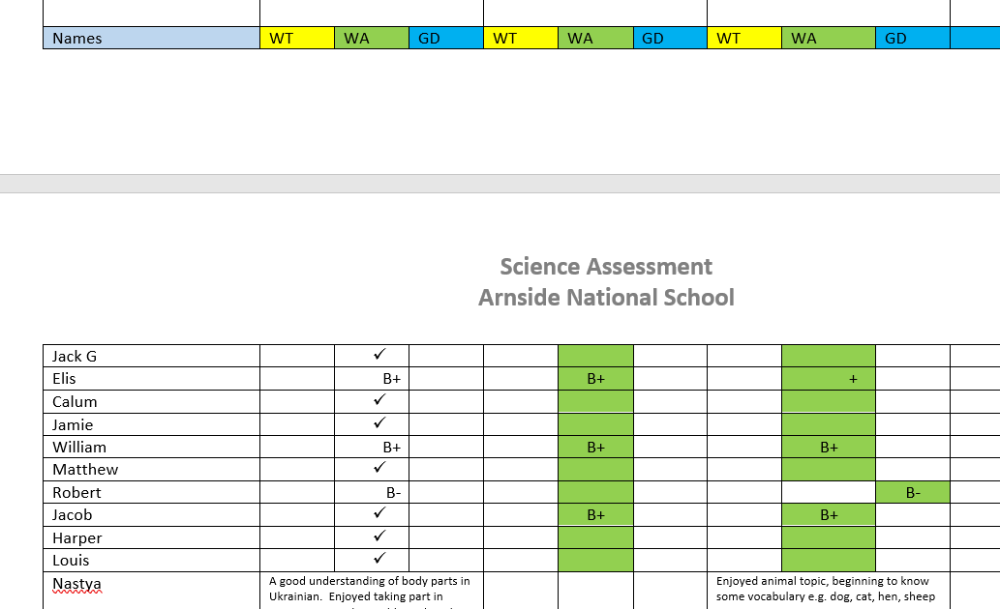 Names WT WA GD WT WA GD WT WA GD
Science Assessment
Arnside National School
Jack G ✓
Elis B+ B+ +
Calum ✓
Jamie ✓
William B+ B+ B+
Matthew ✓
Robert B- B-
Jacob ✓ B+ B+
Harper ✓
Louis ✓
Nastya
A good understanding of body parts in
Ukrainian. Enjoyed taking part in
Enjoyed animal topic, beginning to know
some vocabulary e.g. dog, cat, hen, sheep